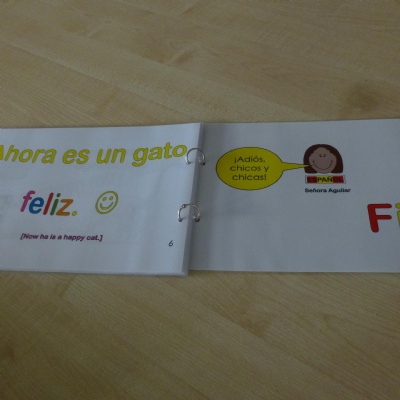 Ahora es un gato
feliz.
[Now he is a happy cat.]
6
¡Adiós,
chicos y
chicas!
ESPAÑOL
Señora Aguilar